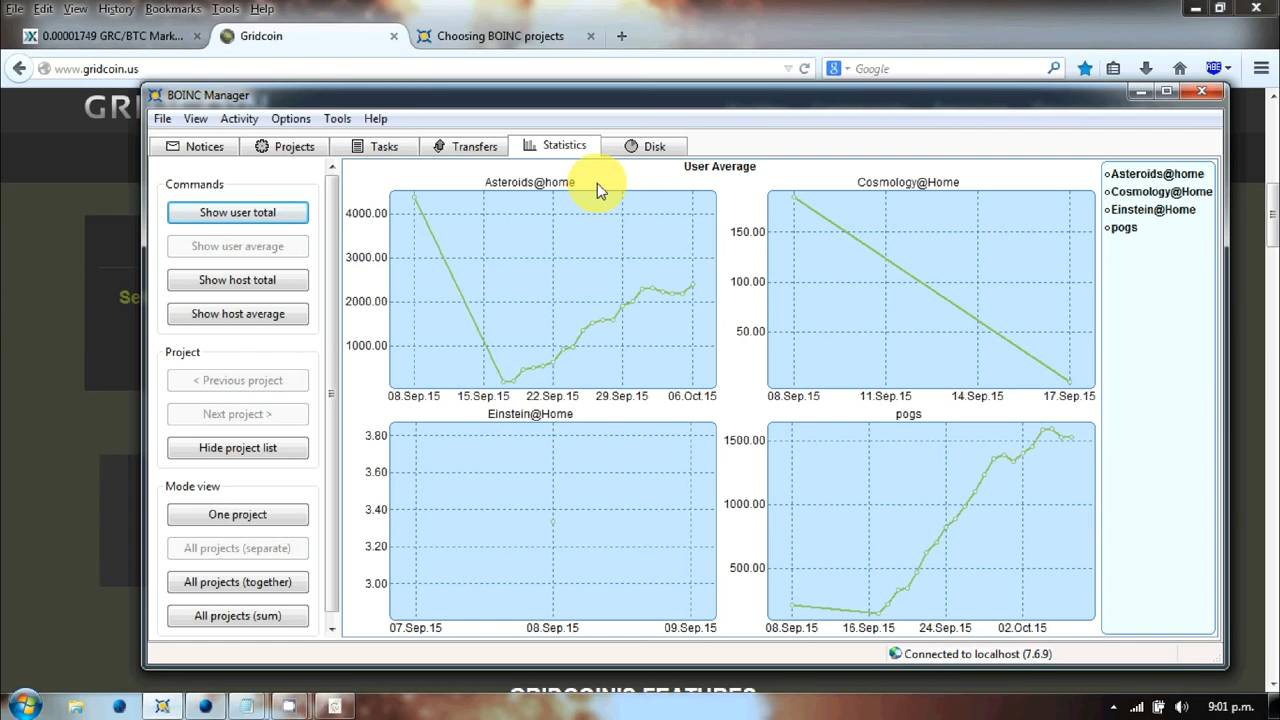 File Edit View History Bookmarks Tools Help
0.00001749 GRC/BTC Mark... × Gridcoin × Choosing BOINC projects × +
www.gridcoin.us Google
BOINC Manager
File View Activity Options Tools Help
Notices Projects Tasks Transfers Statistics Disk
Commands
Show user total
Show user average
Show host total
Show host average
Project
< Previous project
Next project >
Hide project list
Mode view
One project
All projects (separate)
All projects (together)
All projects (sum)
User Average
Asteroids@home
4000.00
3000.00
2000.00
1000.00
08.Sep.15 15.Sep.15 22.Sep.15 29.Sep.15 06.Oct.15
Cosmology@Home
150.00
100.00
50.00
08.Sep.15 11.Sep.15 14.Sep.15 17.Sep.15
Einstein@Home
3.80
3.60
3.40
3.20
3.00
07.Sep.15 08.Sep.15 09.Sep.15
pogs
1500.00
1000.00
500.00
08.Sep.15 16.Sep.15 24.Sep.15 02.Oct.15
Asteroids@home
Cosmology@Home
Einstein@Home
pogs
Connected to localhost (7.6.9)
GRIDCOIN'S FEATURES
9:01 p.m.